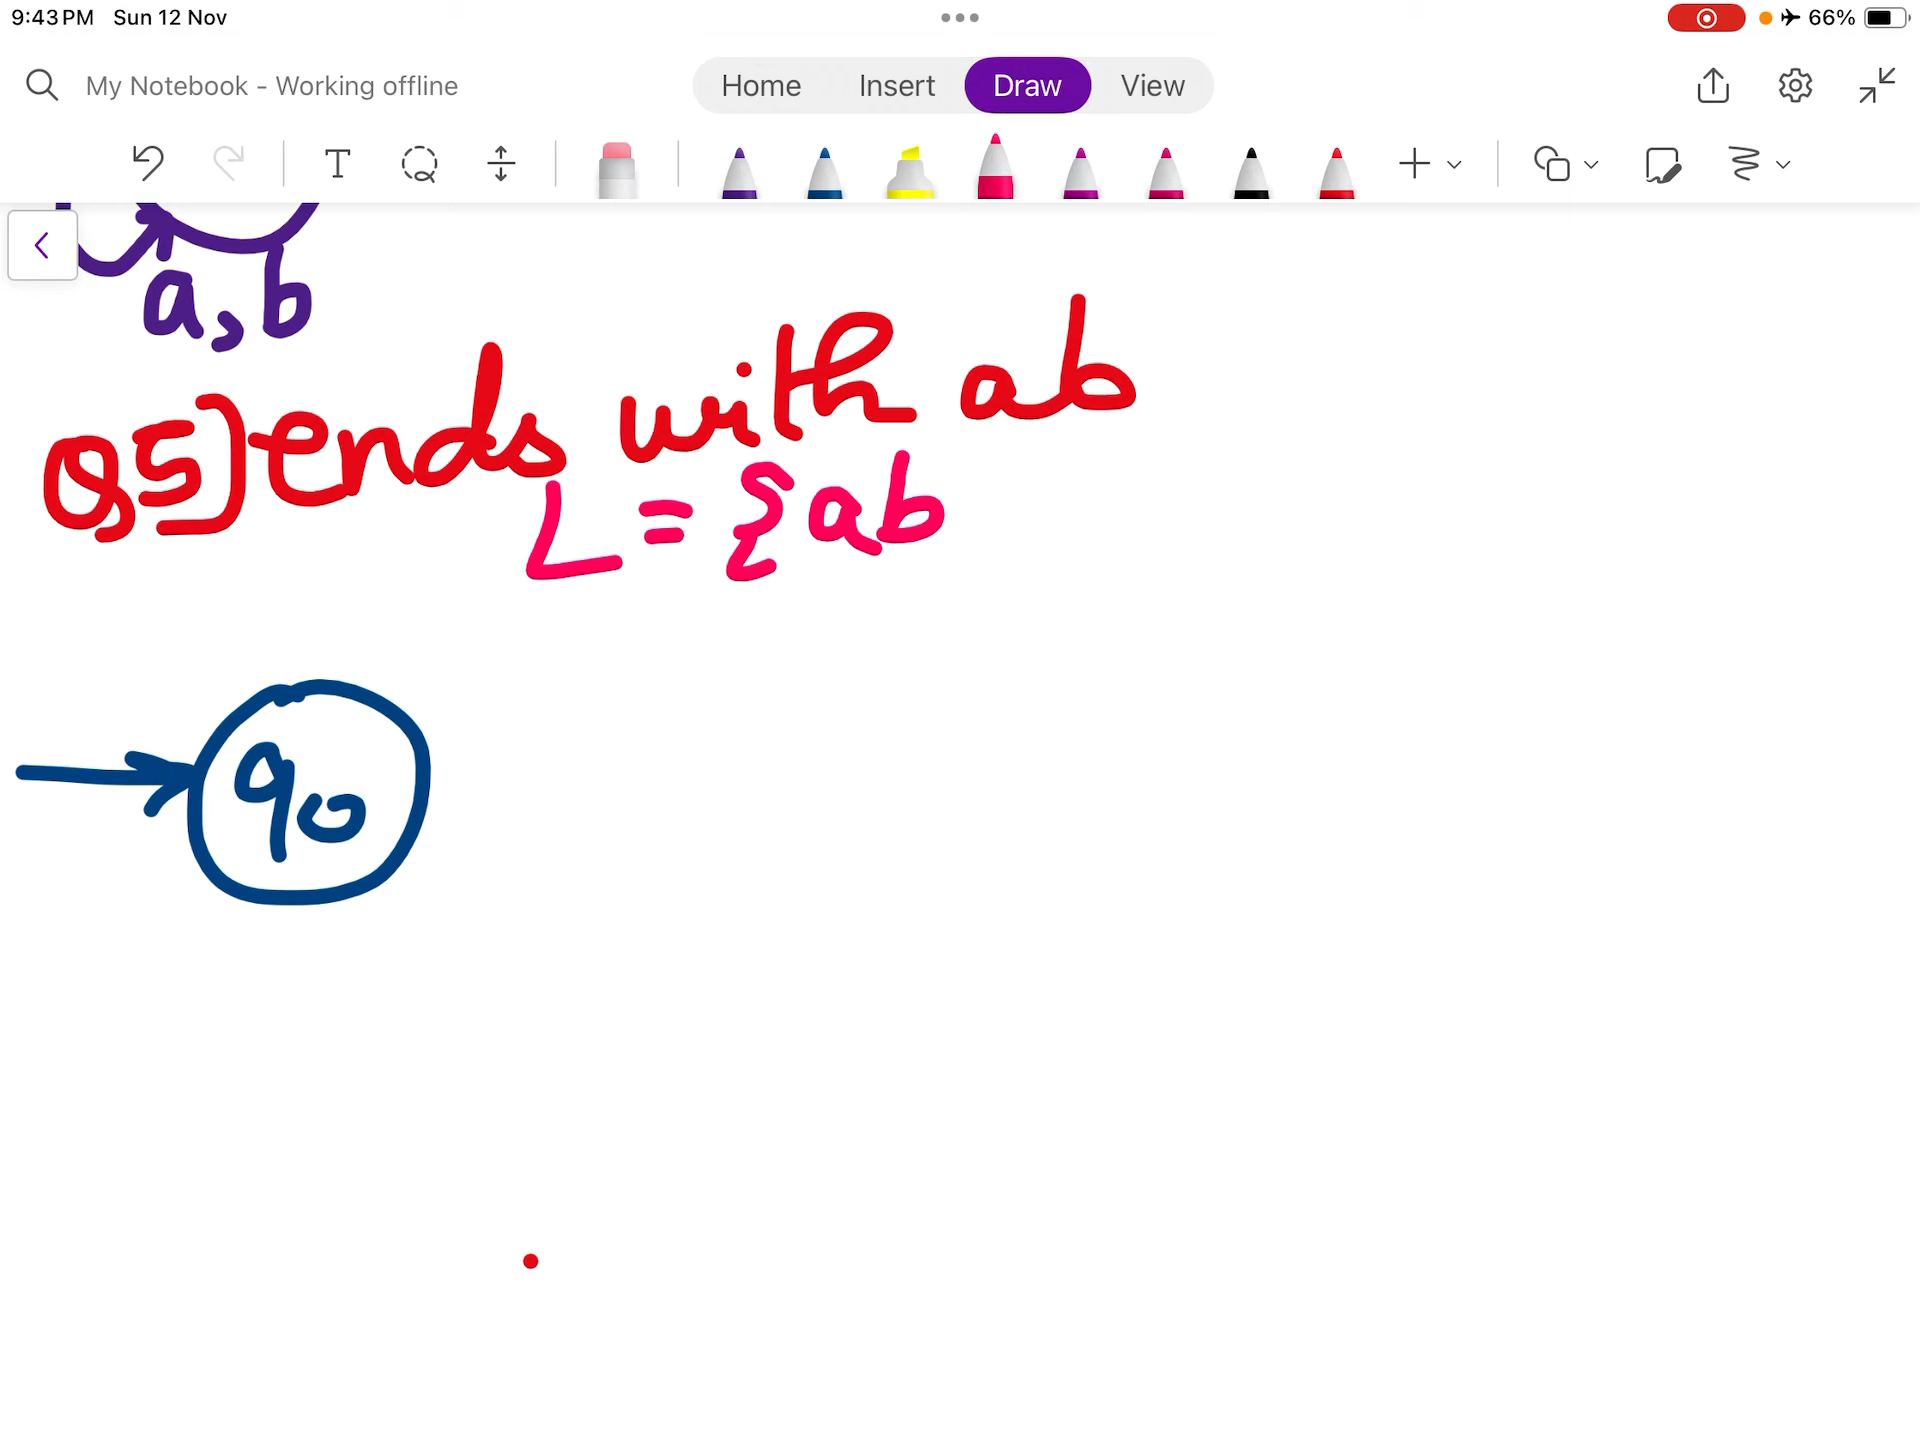 9:43 PM Sun 12 Nov
66%
My Notebook - Working offline
Home Insert Draw View
T
a,b
Q5) ends with ab
L = {ab
q0